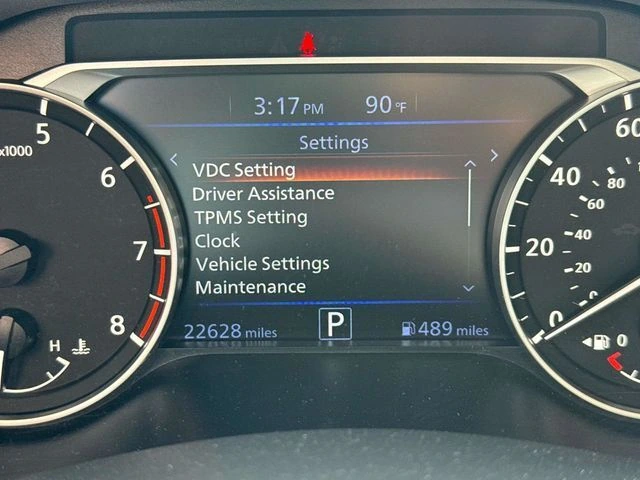 3:17 PM 90°F
Settings
VDC Setting
Driver Assistance
TPMS Setting
Clock
Vehicle Settings
Maintenance
22628 miles P 489 miles
x1000
5
6
7
8
H
60
40
20
0
80
60
40
20
0
0